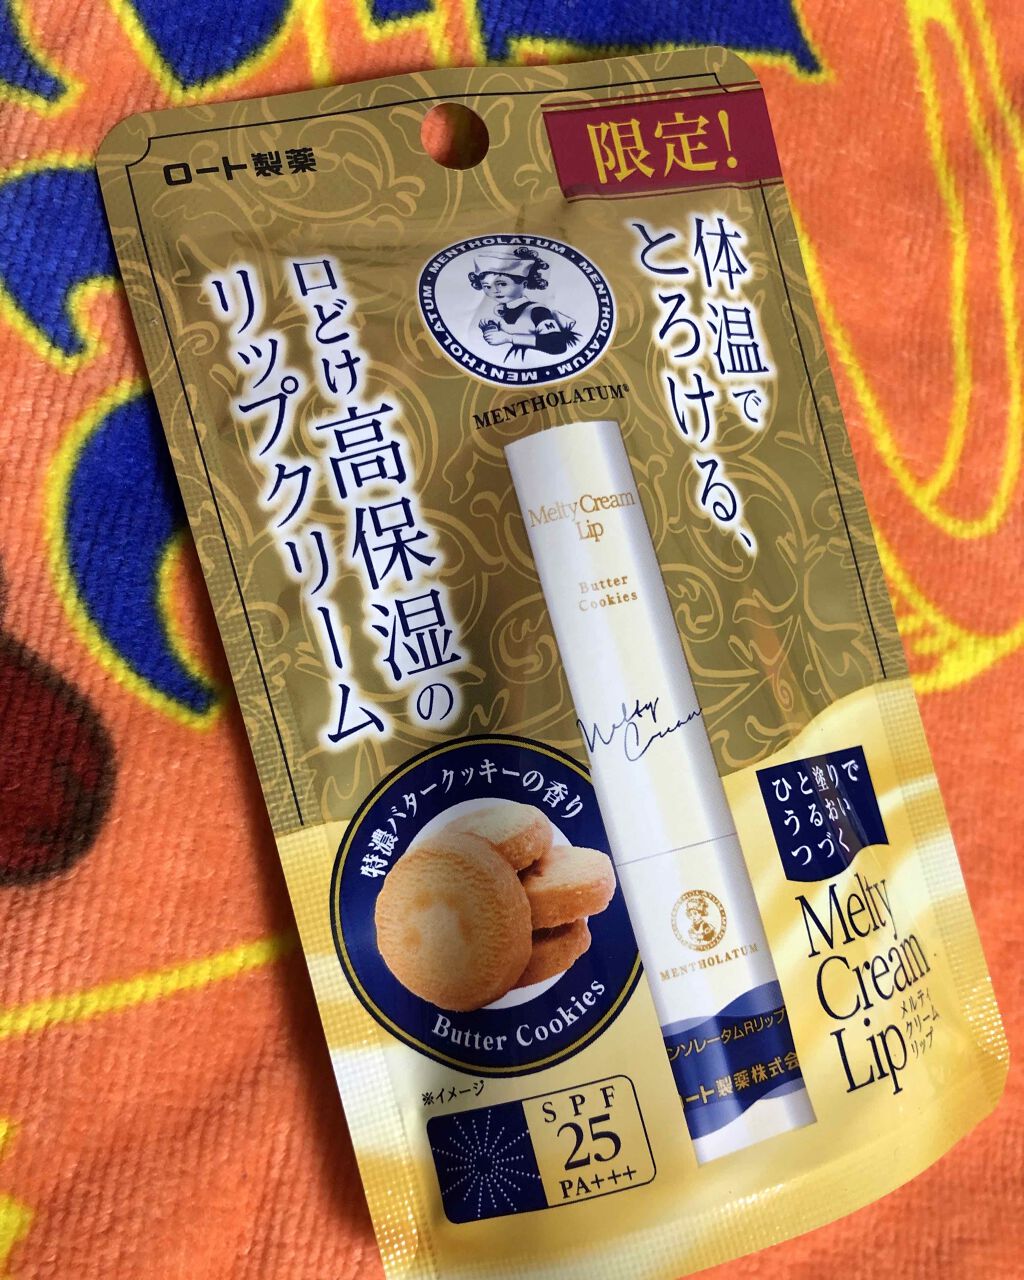 ロート製薬
限定!
体温で
とろける、
口どけ高保湿の
リップクリーム
MENTHOLATUM・MENTHOLATUM・MENTHOLATUM・MENTHOLATUM・
MENTHOLATUM®
Melty Cream
Lip
Butter
Cookies
Melty
Cream
MENTHOLATUM
ンソレータムRリップ
ート製薬株式会
特濃バタークッキーの香り
Butter Cookies
※イメージ
SPF
25
PA+++
ひと塗りで
うるおい
つづく
Melty
Cream
Lip
メルティ
クリーム
リップ